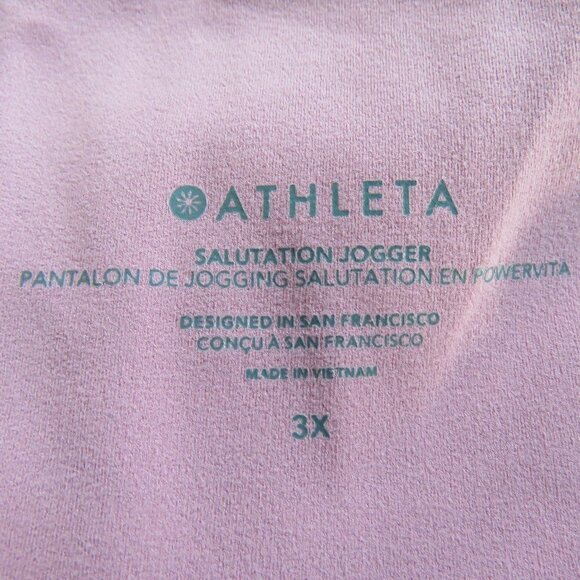 ATHLETA
SALUTATION JOGGER
PANTALON DE JOGGING SALUTATION EN POWERVITA
DESIGNED IN SAN FRANCISCO
CONÇU À SAN FRANCISCO
MADE IN VIETNAM
3X